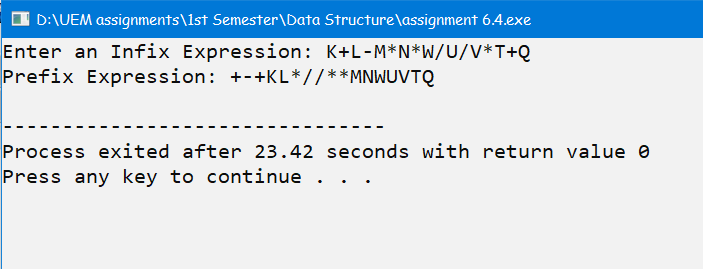 D:\UEM assignments\1st Semester\Data Structure\assignment 6.4.exe
Enter an Infix Expression: K+L-M*N*W/U/V*T+Q
Prefix Expression: +-+KL*//**MNWUVTQ
--------------------------------
Process exited after 23.42 seconds with return value 0
Press any key to continue . . .